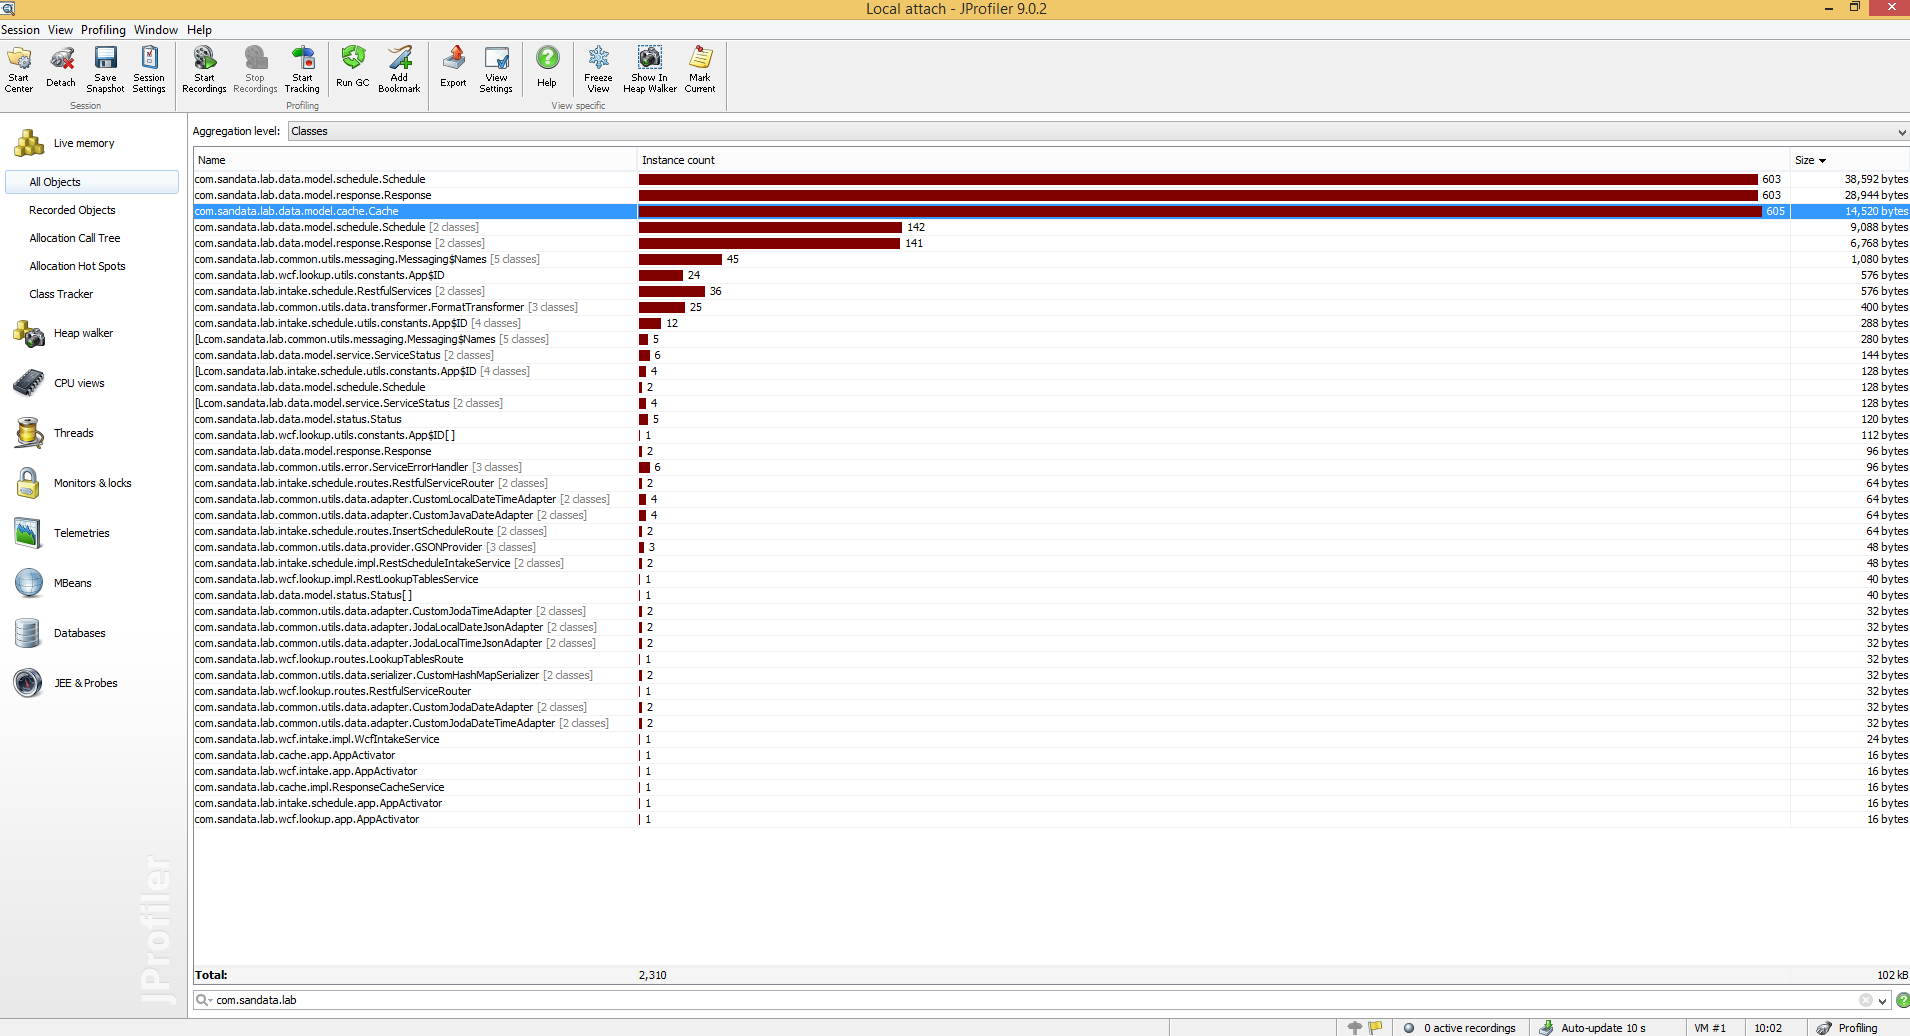 Local attach - JProfiler 9.0.2
Session View Profiling Window Help
Start Center Detach Save Snapshot Session Settings Start Recordings Stop Recordings Start Tracking Run GC Add Bookmark Export View Settings Help Freeze View Show In Heap Walker Mark Current
Session Profiling View specific
Live memory
All Objects
Recorded Objects
Allocation Call Tree
Allocation Hot Spots
Class Tracker
Heap walker
CPU views
Threads
Monitors & locks
Telemetries
MBeans
Databases
JEE & Probes
JProfiler
Aggregation level: Classes
Name Instance count Size
com.sandata.lab.data.model.schedule.Schedule 603 38,592 bytes
com.sandata.lab.data.model.response.Response 603 28,944 bytes
com.sandata.lab.data.model.cache.Cache 605 14,520 bytes
com.sandata.lab.data.model.schedule.Schedule [2 classes] 142 9,088 bytes
com.sandata.lab.data.model.response.Response [2 classes] 141 6,768 bytes
com.sandata.lab.common.utils.messaging.Messaging$Names [5 classes] 45 1,080 bytes
com.sandata.lab.wcf.lookup.utils.constants.App$ID 24 576 bytes
com.sandata.lab.intake.schedule.RestfulServices [2 classes] 36 576 bytes
com.sandata.lab.common.utils.data.transformer.FormatTransformer [3 classes] 25 400 bytes
com.sandata.lab.intake.schedule.utils.constants.App$ID [4 classes] 12 288 bytes
[Lcom.sandata.lab.common.utils.messaging.Messaging$Names [5 classes] 5 280 bytes
com.sandata.lab.data.model.service.ServiceStatus [2 classes] 6 144 bytes
[Lcom.sandata.lab.intake.schedule.utils.constants.App$ID [4 classes] 4 128 bytes
com.sandata.lab.data.model.schedule.Schedule 2 128 bytes
[Lcom.sandata.lab.data.model.service.ServiceStatus [2 classes] 4 128 bytes
com.sandata.lab.data.model.status.Status 5 120 bytes
com.sandata.lab.wcf.lookup.utils.constants.App$ID[ ] 1 112 bytes
com.sandata.lab.data.model.response.Response 2 96 bytes
com.sandata.lab.common.utils.error.ServiceErrorHandler [3 classes] 6 96 bytes
com.sandata.lab.intake.schedule.routes.RestfulServiceRouter [2 classes] 2 64 bytes
com.sandata.lab.common.utils.data.adapter.CustomLocalDateTimeAdapter [2 classes] 4 64 bytes
com.sandata.lab.common.utils.data.adapter.CustomJavaDateAdapter [2 classes] 4 64 bytes
com.sandata.lab.intake.schedule.routes.InsertScheduleRoute [2 classes] 2 64 bytes
com.sandata.lab.common.utils.data.provider.GSONProvider [3 classes] 3 48 bytes
com.sandata.lab.intake.schedule.impl.RestScheduleIntakeService [2 classes] 2 48 bytes
com.sandata.lab.wcf.lookup.impl.RestLookupTablesService 1 40 bytes
com.sandata.lab.data.model.status.Status[ ] 1 40 bytes
com.sandata.lab.common.utils.data.adapter.CustomJodaTimeAdapter [2 classes] 2 32 bytes
com.sandata.lab.common.utils.data.adapter.JodaLocalDateJsonAdapter [2 classes] 2 32 bytes
com.sandata.lab.common.utils.data.adapter.JodaLocalTimeJsonAdapter [2 classes] 2 32 bytes
com.sandata.lab.wcf.lookup.routes.LookupTablesRoute 1 32 bytes
com.sandata.lab.common.utils.data.serializer.CustomHashMapSerializer [2 classes] 2 32 bytes
com.sandata.lab.wcf.lookup.routes.RestfulServiceRouter 1 32 bytes
com.sandata.lab.common.utils.data.adapter.CustomJodaDateAdapter [2 classes] 2 32 bytes
com.sandata.lab.common.utils.data.adapter.CustomJodaDateTimeAdapter [2 classes] 2 32 bytes
com.sandata.lab.wcf.intake.impl.WcfIntakeService 1 24 bytes
com.sandata.lab.cache.app.AppActivator 1 16 bytes
com.sandata.lab.wcf.intake.app.AppActivator 1 16 bytes
com.sandata.lab.cache.impl.ResponseCacheService 1 16 bytes
com.sandata.lab.intake.schedule.app.AppActivator 1 16 bytes
com.sandata.lab.wcf.lookup.app.AppActivator 1 16 bytes
Total: 2,310 102 kB
com.sandata.lab
0 active recordings Auto-update 10 s VM #1 10:02 Profiling